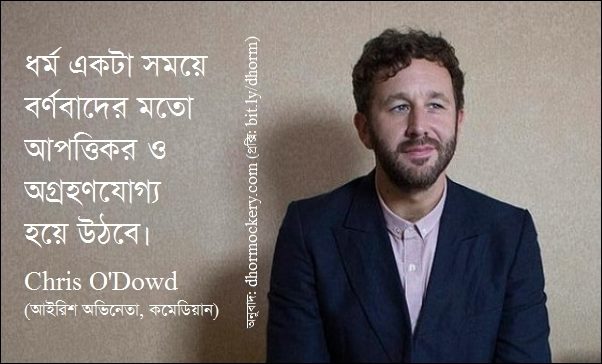 ধর্ম একটা সময়ে
বর্ণবাদের মতো
আপত্তিকর ও
অগ্রহণযোগ্য
হয়ে উঠবে।
Chris O'Dowd
(আইরিশ অভিনেতা, কমেডিয়ান)
অনুবাদ: dhormockery.com (প্রক্সি: bit.ly/dhorm)